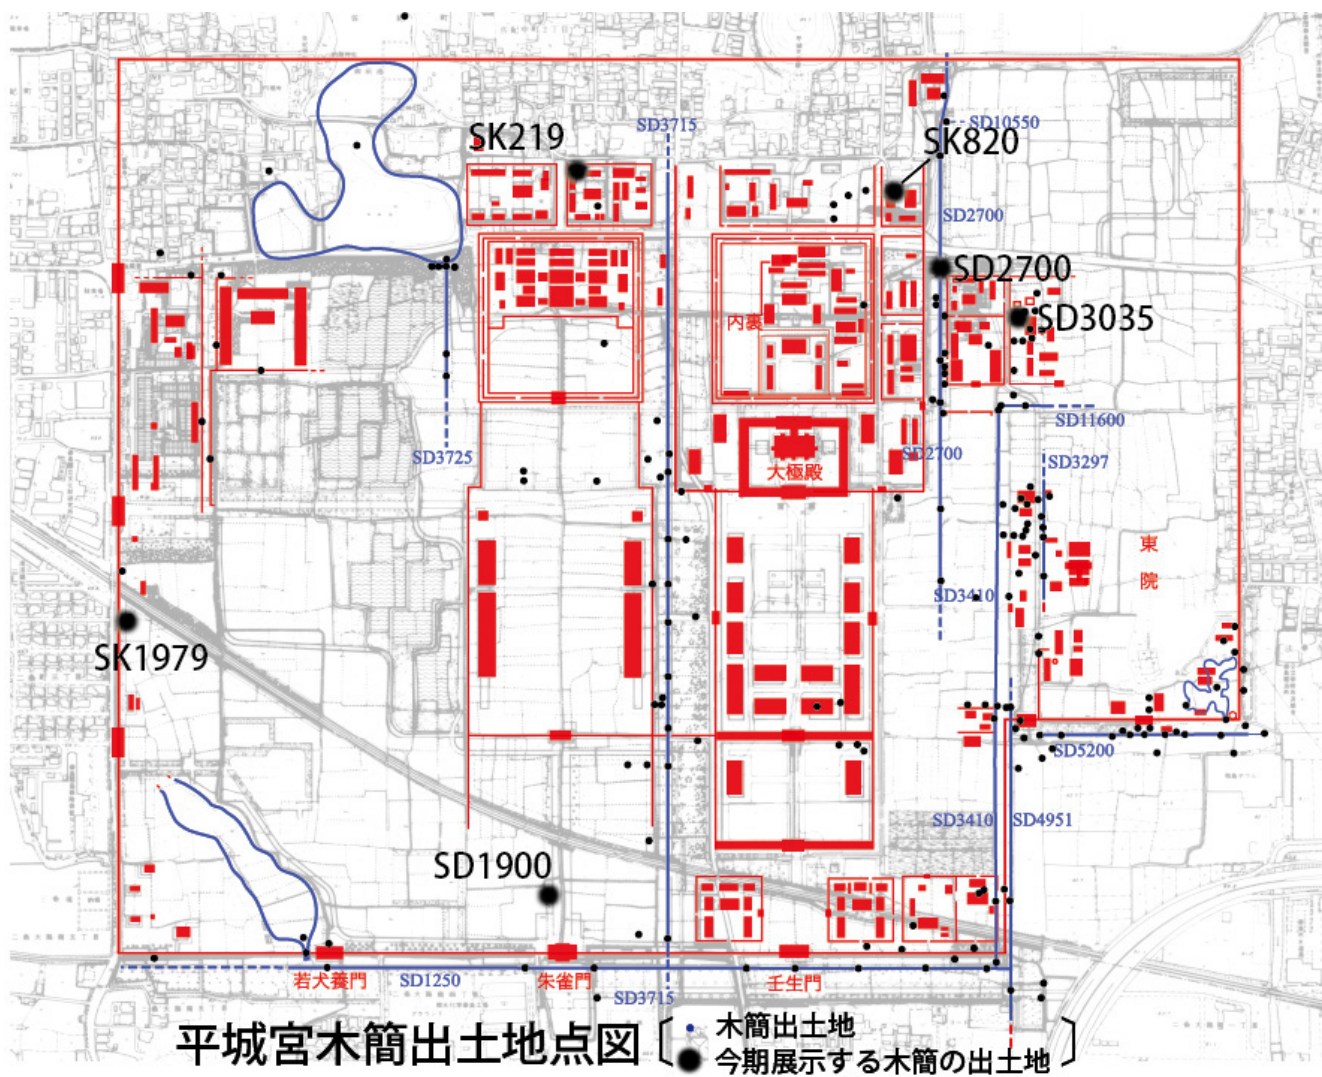 SK219
SD3715
SD10550
SK820
SD2700
SD2700
SD3035
内裏
SD11600
SD3725
SD2700
SD3297
大極殿
東院
SD3410
SK1979
SD5200
SD3410
SD4951
SD1900
若犬養門
SD1250
朱雀門
SD3715
壬生門
平城宮木簡出土地点図
木簡出土地
今期展示する木簡の出土地